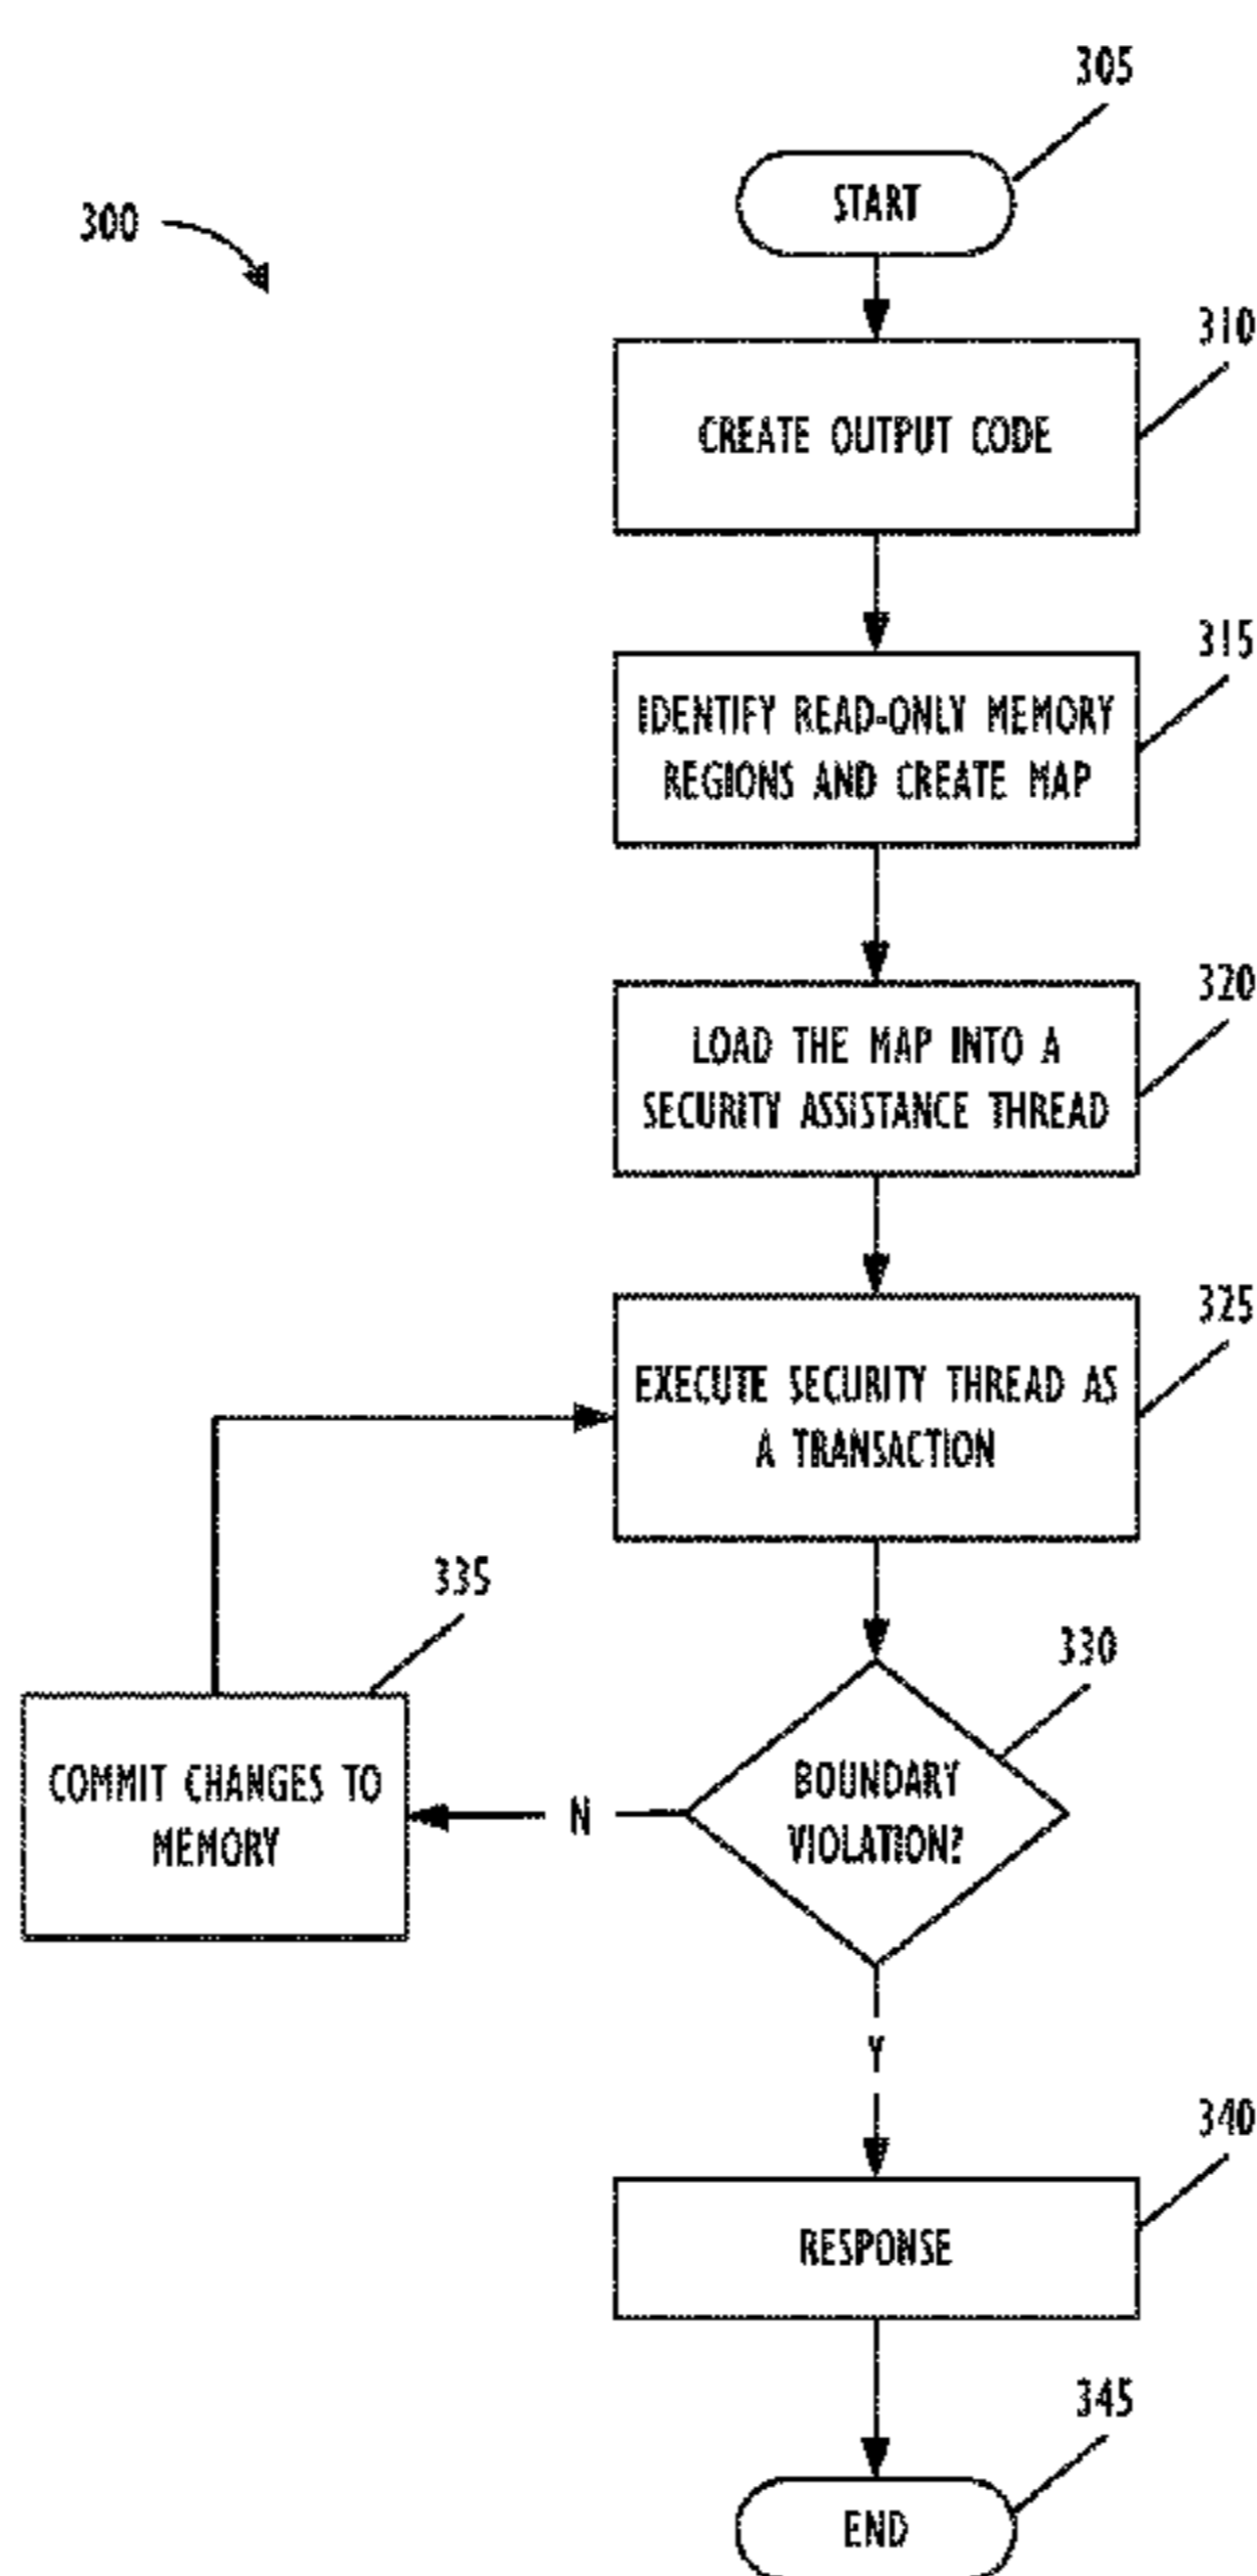 305
START
300
310
CREATE OUTPUT CODE
315
IDENTIFY READ-ONLY MEMORY
REGIONS AND CREATE MAP
320
LOAD THE MAP INTO A
SECURITY ASSISTANCE THREAD
325
EXECUTE SECURITY THREAD AS
A TRANSACTION
335
330
COMMIT CHANGES TO
MEMORY
N
BOUNDARY
VIOLATION?
Y
340
RESPONSE
345
END